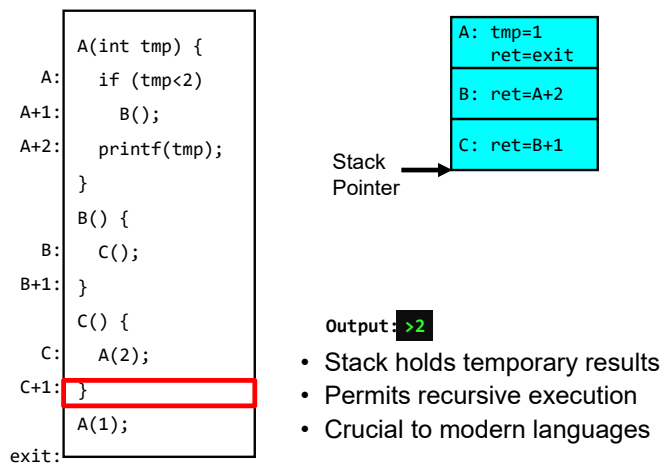 A(int tmp) {
A: if (tmp<2)
A+1: B();
A+2: printf(tmp);
}
B() {
B: C();
B+1: }
C() {
C: A(2);
C+1: }
A(1);
exit:
A: tmp=1
ret=exit
B: ret=A+2
C: ret=B+1
Stack
Pointer
Output: >2
• Stack holds temporary results
• Permits recursive execution
• Crucial to modern languages